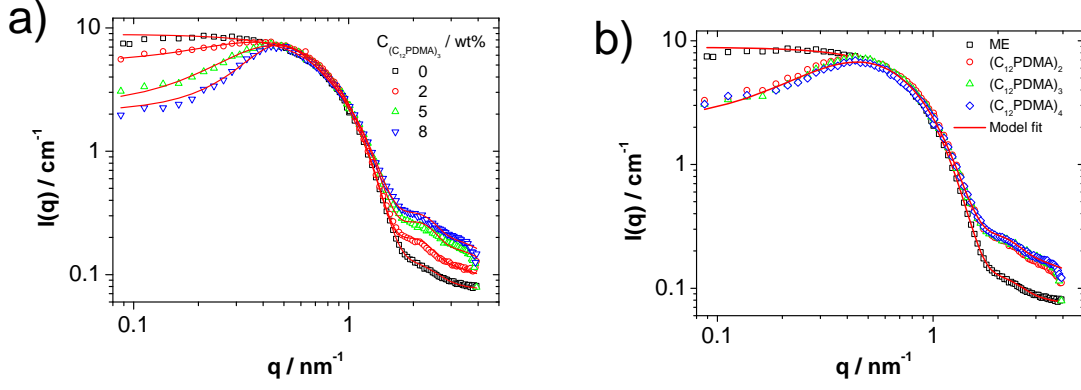 a)
I(q) / cm⁻¹
10
1
0.1
0.1
1
q / nm⁻¹
C(C₁₂PDMA)₃ / wt%
0
2
5
8
b)
I(q) / cm⁻¹
10
1
0.1
0.1
1
q / nm⁻¹
ME
(C₁₂PDMA)₂
(C₁₂PDMA)₃
(C₁₂PDMA)₄
Model fit